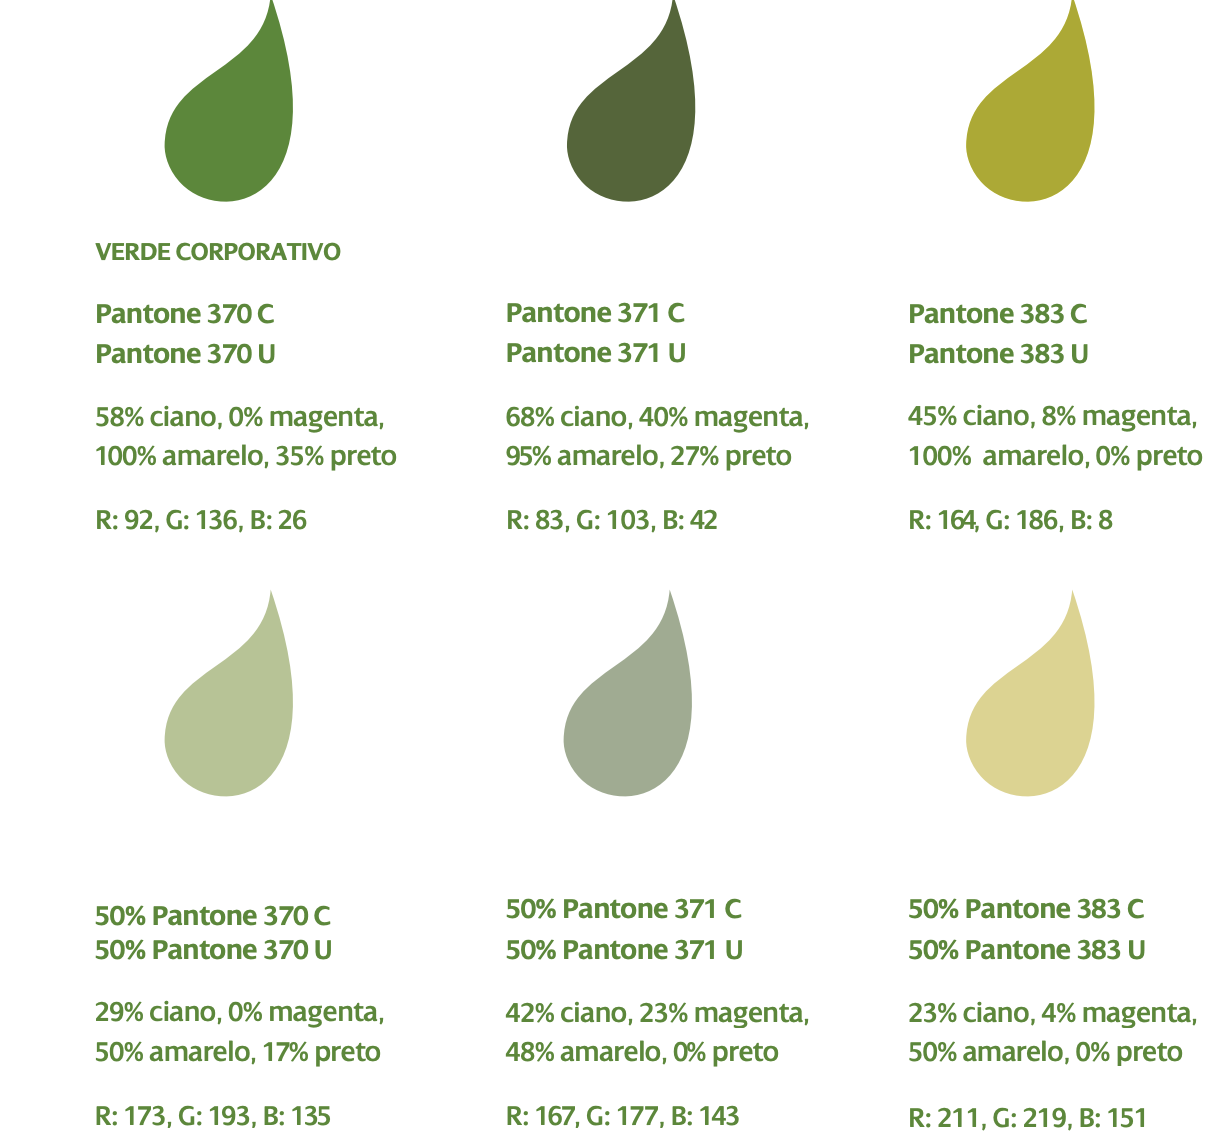 VERDE CORPORATIVO
Pantone 370 C
Pantone 370 U
58% ciano, 0% magenta,
100% amarelo, 35% preto
R: 92, G: 136, B: 26
Pantone 371 C
Pantone 371 U
68% ciano, 40% magenta,
95% amarelo, 27% preto
R: 83, G: 103, B: 42
Pantone 383 C
Pantone 383 U
45% ciano, 8% magenta,
100% amarelo, 0% preto
R: 164, G: 186, B: 8
50% Pantone 370 C
50% Pantone 370 U
29% ciano, 0% magenta,
50% amarelo, 17% preto
R: 173, G: 193, B: 135
50% Pantone 371 C
50% Pantone 371 U
42% ciano, 23% magenta,
48% amarelo, 0% preto
R: 167, G: 177, B: 143
50% Pantone 383 C
50% Pantone 383 U
23% ciano, 4% magenta,
50% amarelo, 0% preto
R: 211, G: 219, B: 151